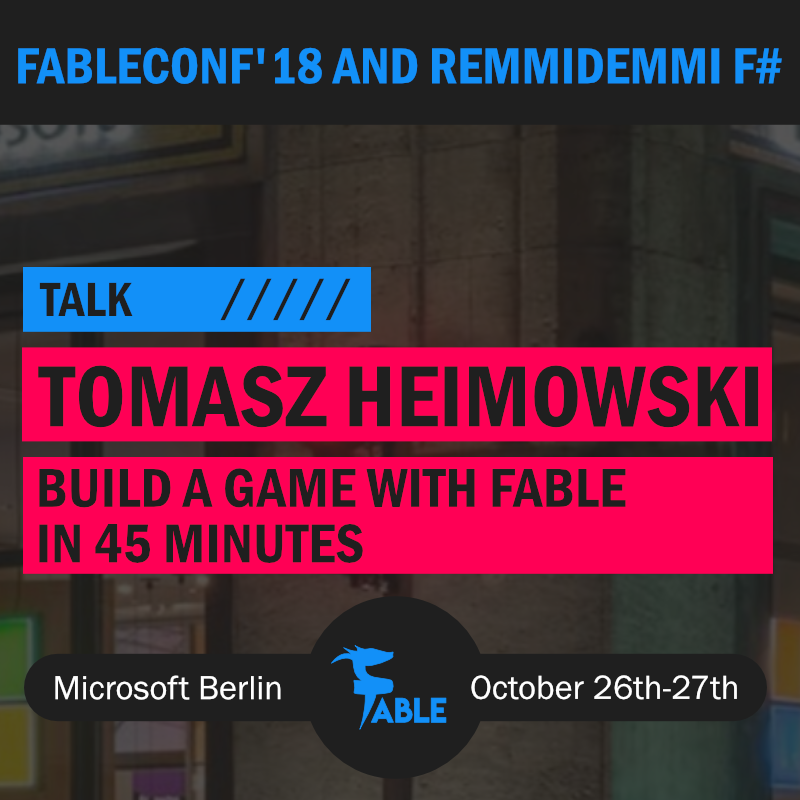 FABLECONF'18 AND REMMIDEMMI F#
TALK /////
TOMASZ HEIMOWSKI
BUILD A GAME WITH FABLE
IN 45 MINUTES
Microsoft Berlin
FABLE
October 26th-27th